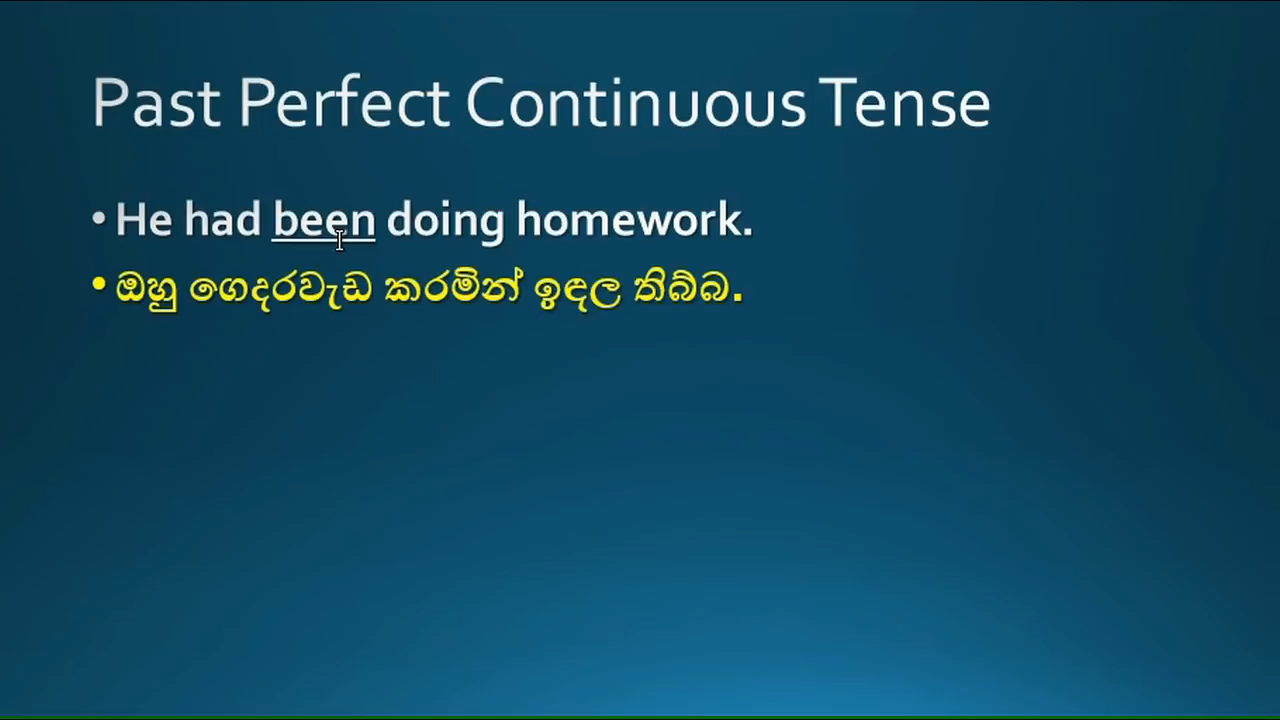 Past Perfect Continuous Tense
• He had been doing homework.
• ඔහු ගෙදරවැඩ කරමින් ඉඳල තිබ්බ.